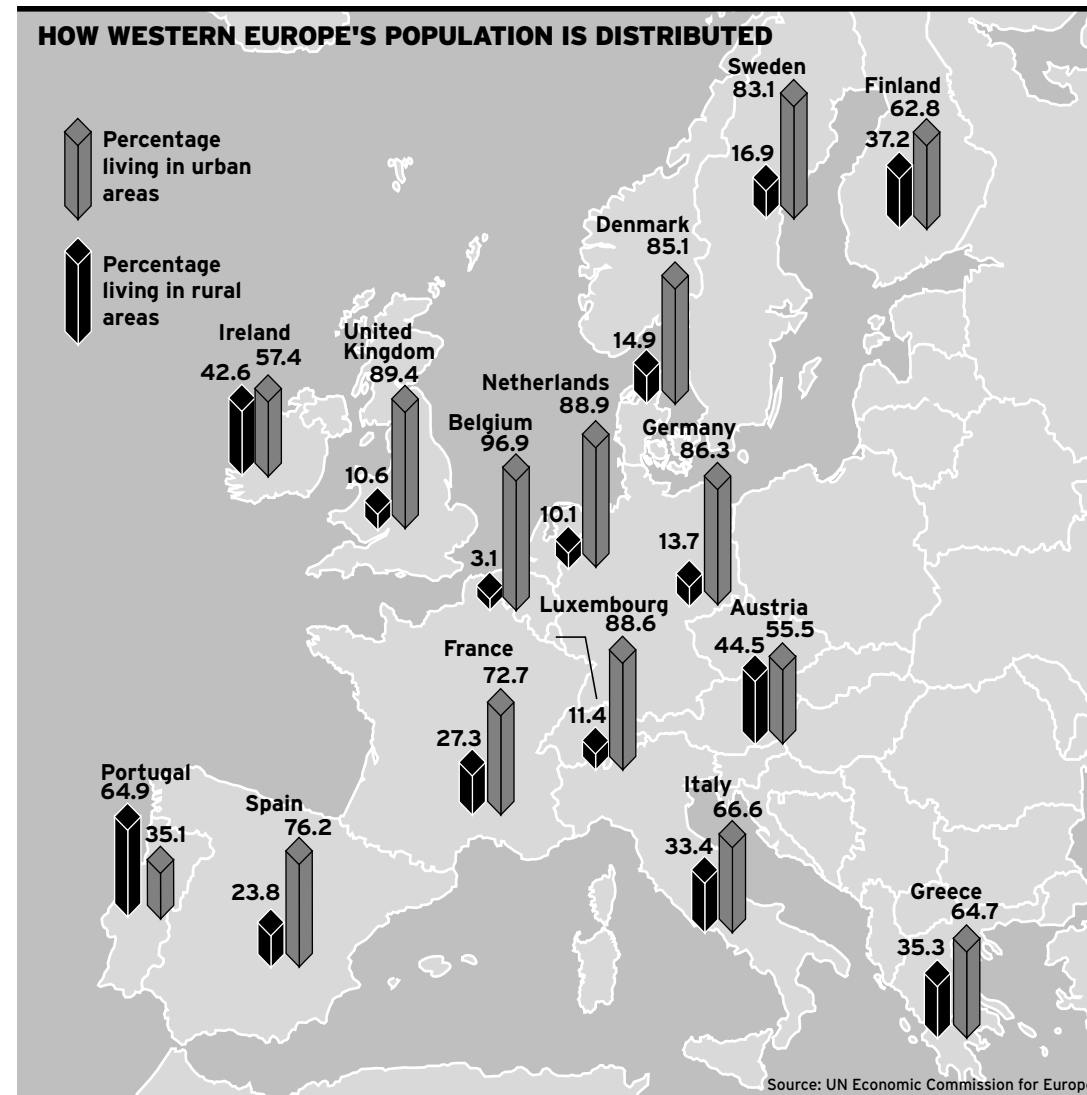 HOW WESTERN EUROPE'S POPULATION IS DISTRIBUTED
Percentage
living in urban
areas
Percentage
living in rural
areas
Sweden
83.1
16.9
Finland
62.8
37.2
Denmark
85.1
14.9
Ireland
57.4
42.6
United
Kingdom
89.4
10.6
Netherlands
88.9
10.1
Belgium
96.9
3.1
Germany
86.3
13.7
Luxembourg
88.6
11.4
Austria
55.5
44.5
France
72.7
27.3
Portugal
64.9
35.1
Spain
76.2
23.8
Italy
66.6
33.4
Greece
64.7
35.3
Source: UN Economic Commission for Europe